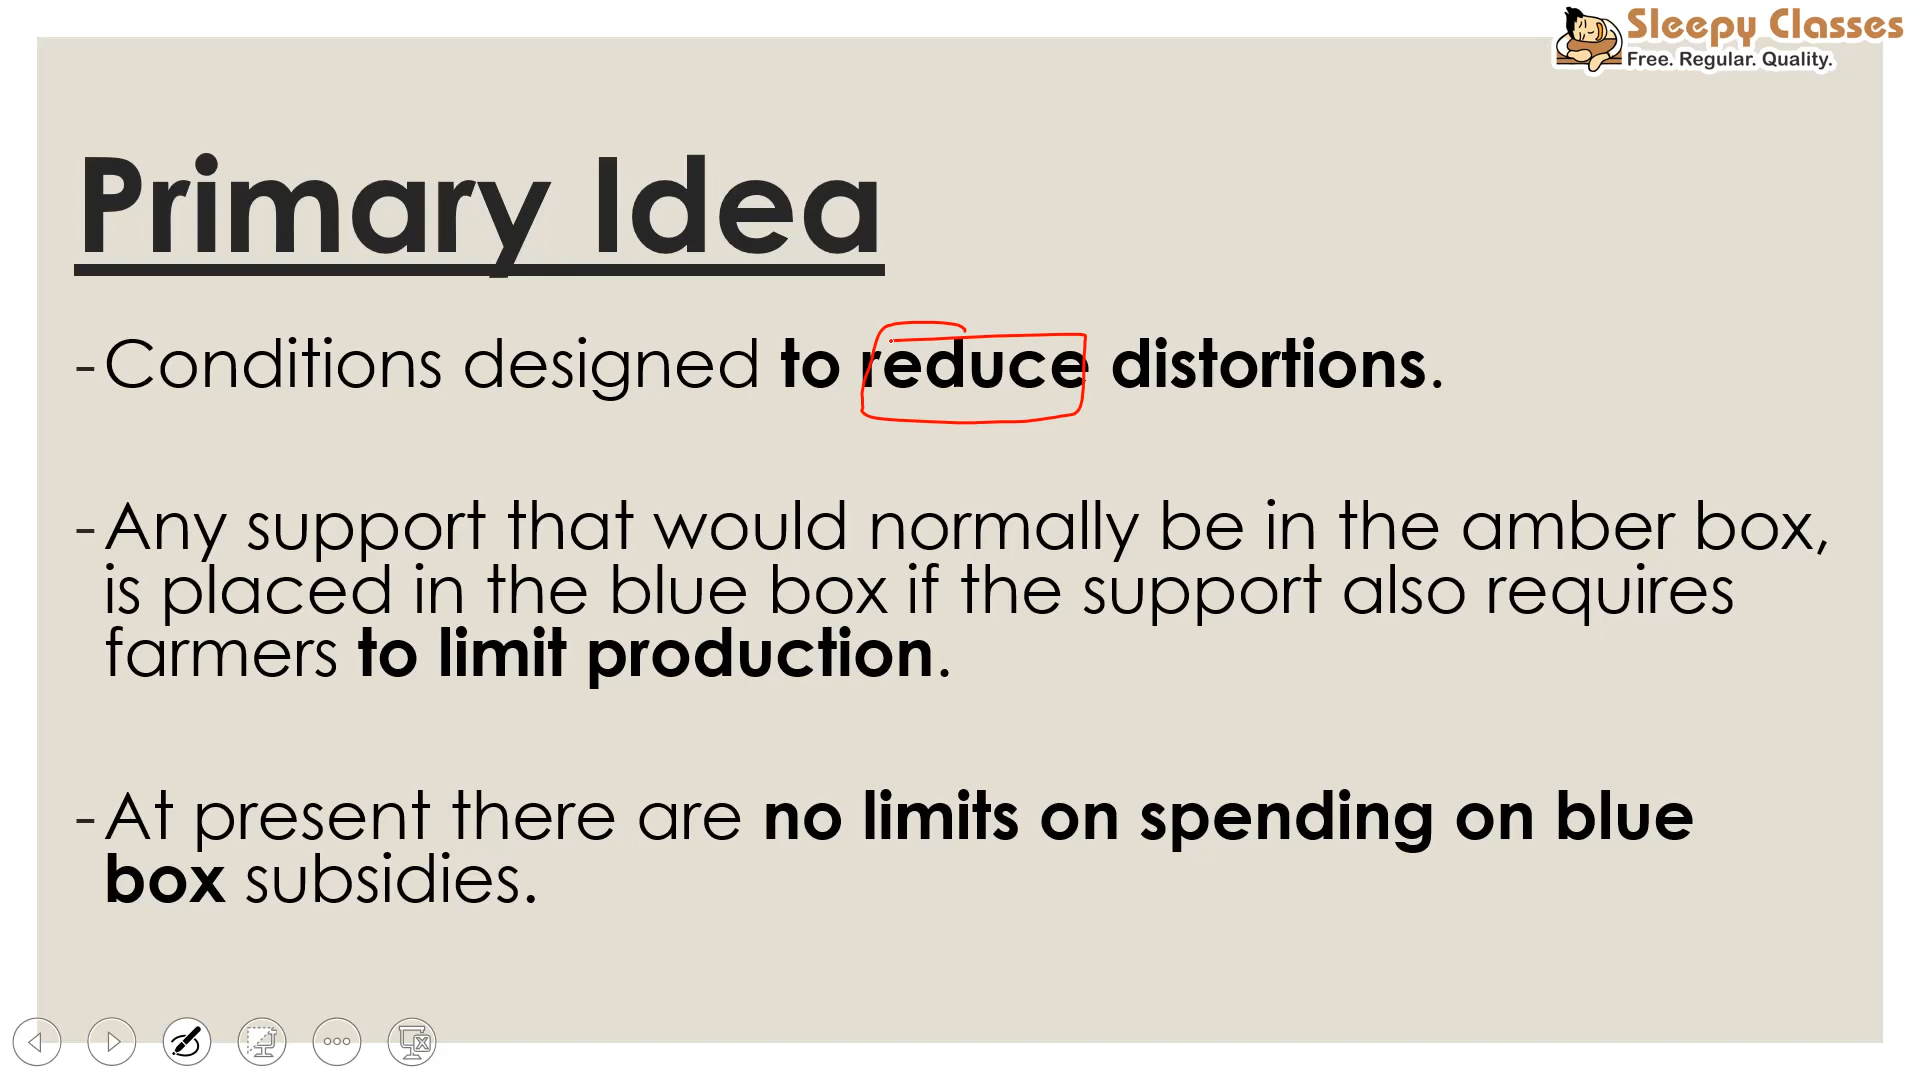 Sleepy Classes
Free. Regular. Quality.
Primary Idea
-Conditions designed to reduce distortions.
-Any support that would normally be in the amber box,
is placed in the blue box if the support also requires
farmers to limit production.
-At present there are no limits on spending on blue
box subsidies.